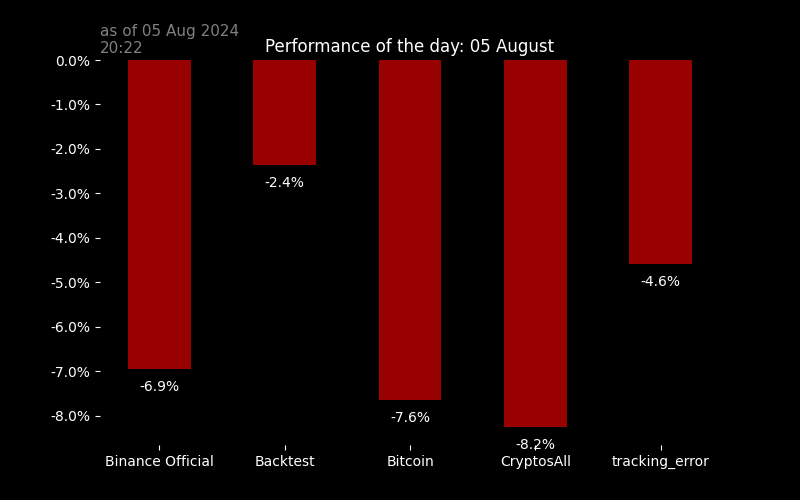 as of 05 Aug 2024
20:22
Performance of the day: 05 August
0.0%
-1.0%
-2.0%
-3.0%
-4.0%
-5.0%
-6.0%
-7.0%
-8.0%
-6.9%
-2.4%
-7.6%
-8.2%
-4.6%
Binance Official
Backtest
Bitcoin
CryptosAll
tracking_error